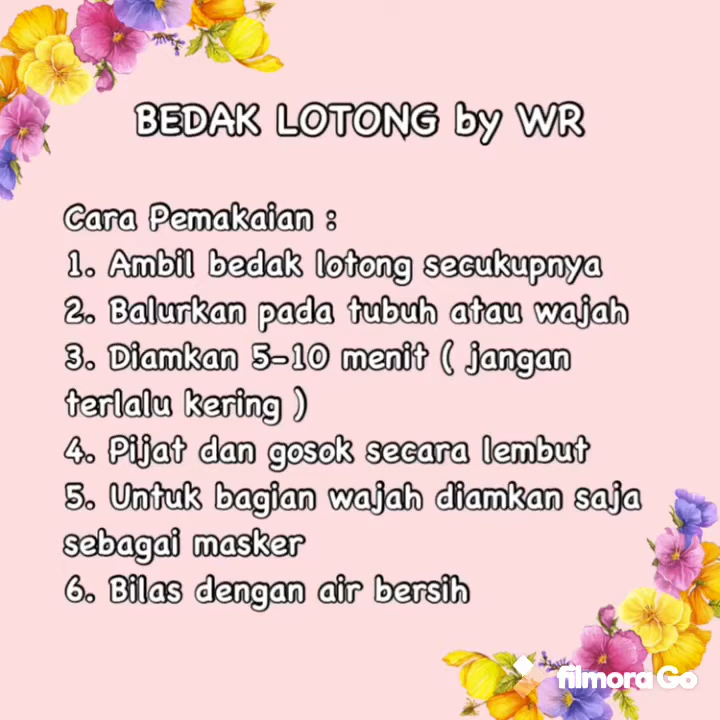 BEDAK LOTONG by WR
Cara Pemakaian :
1. Ambil bedak lotong secukupnya
2. Balurkan pada tubuh atau wajah
3. Diamkan 5-10 menit ( jangan
terlalu kering )
4. Pijat dan gosok secara lembut
5. Untuk bagian wajah diamkan saja
sebagai masker
6. Bilas dengan air bersih
filmora Go